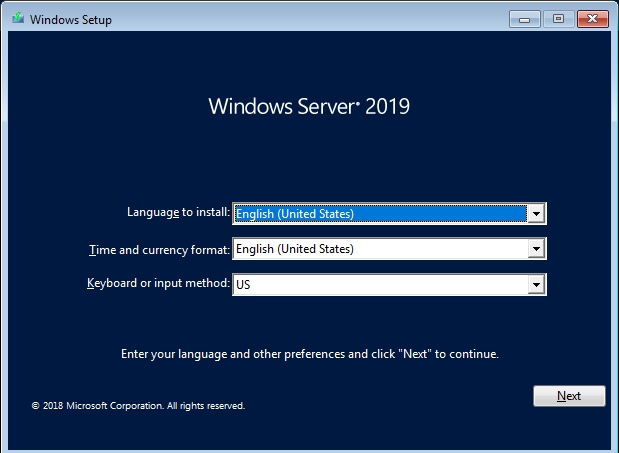 Windows Setup
Windows Server® 2019
Language to install: English (United States)
Time and currency format: English (United States)
Keyboard or input method: US
Enter your language and other preferences and click "Next" to continue.
Next
© 2018 Microsoft Corporation. All rights reserved.